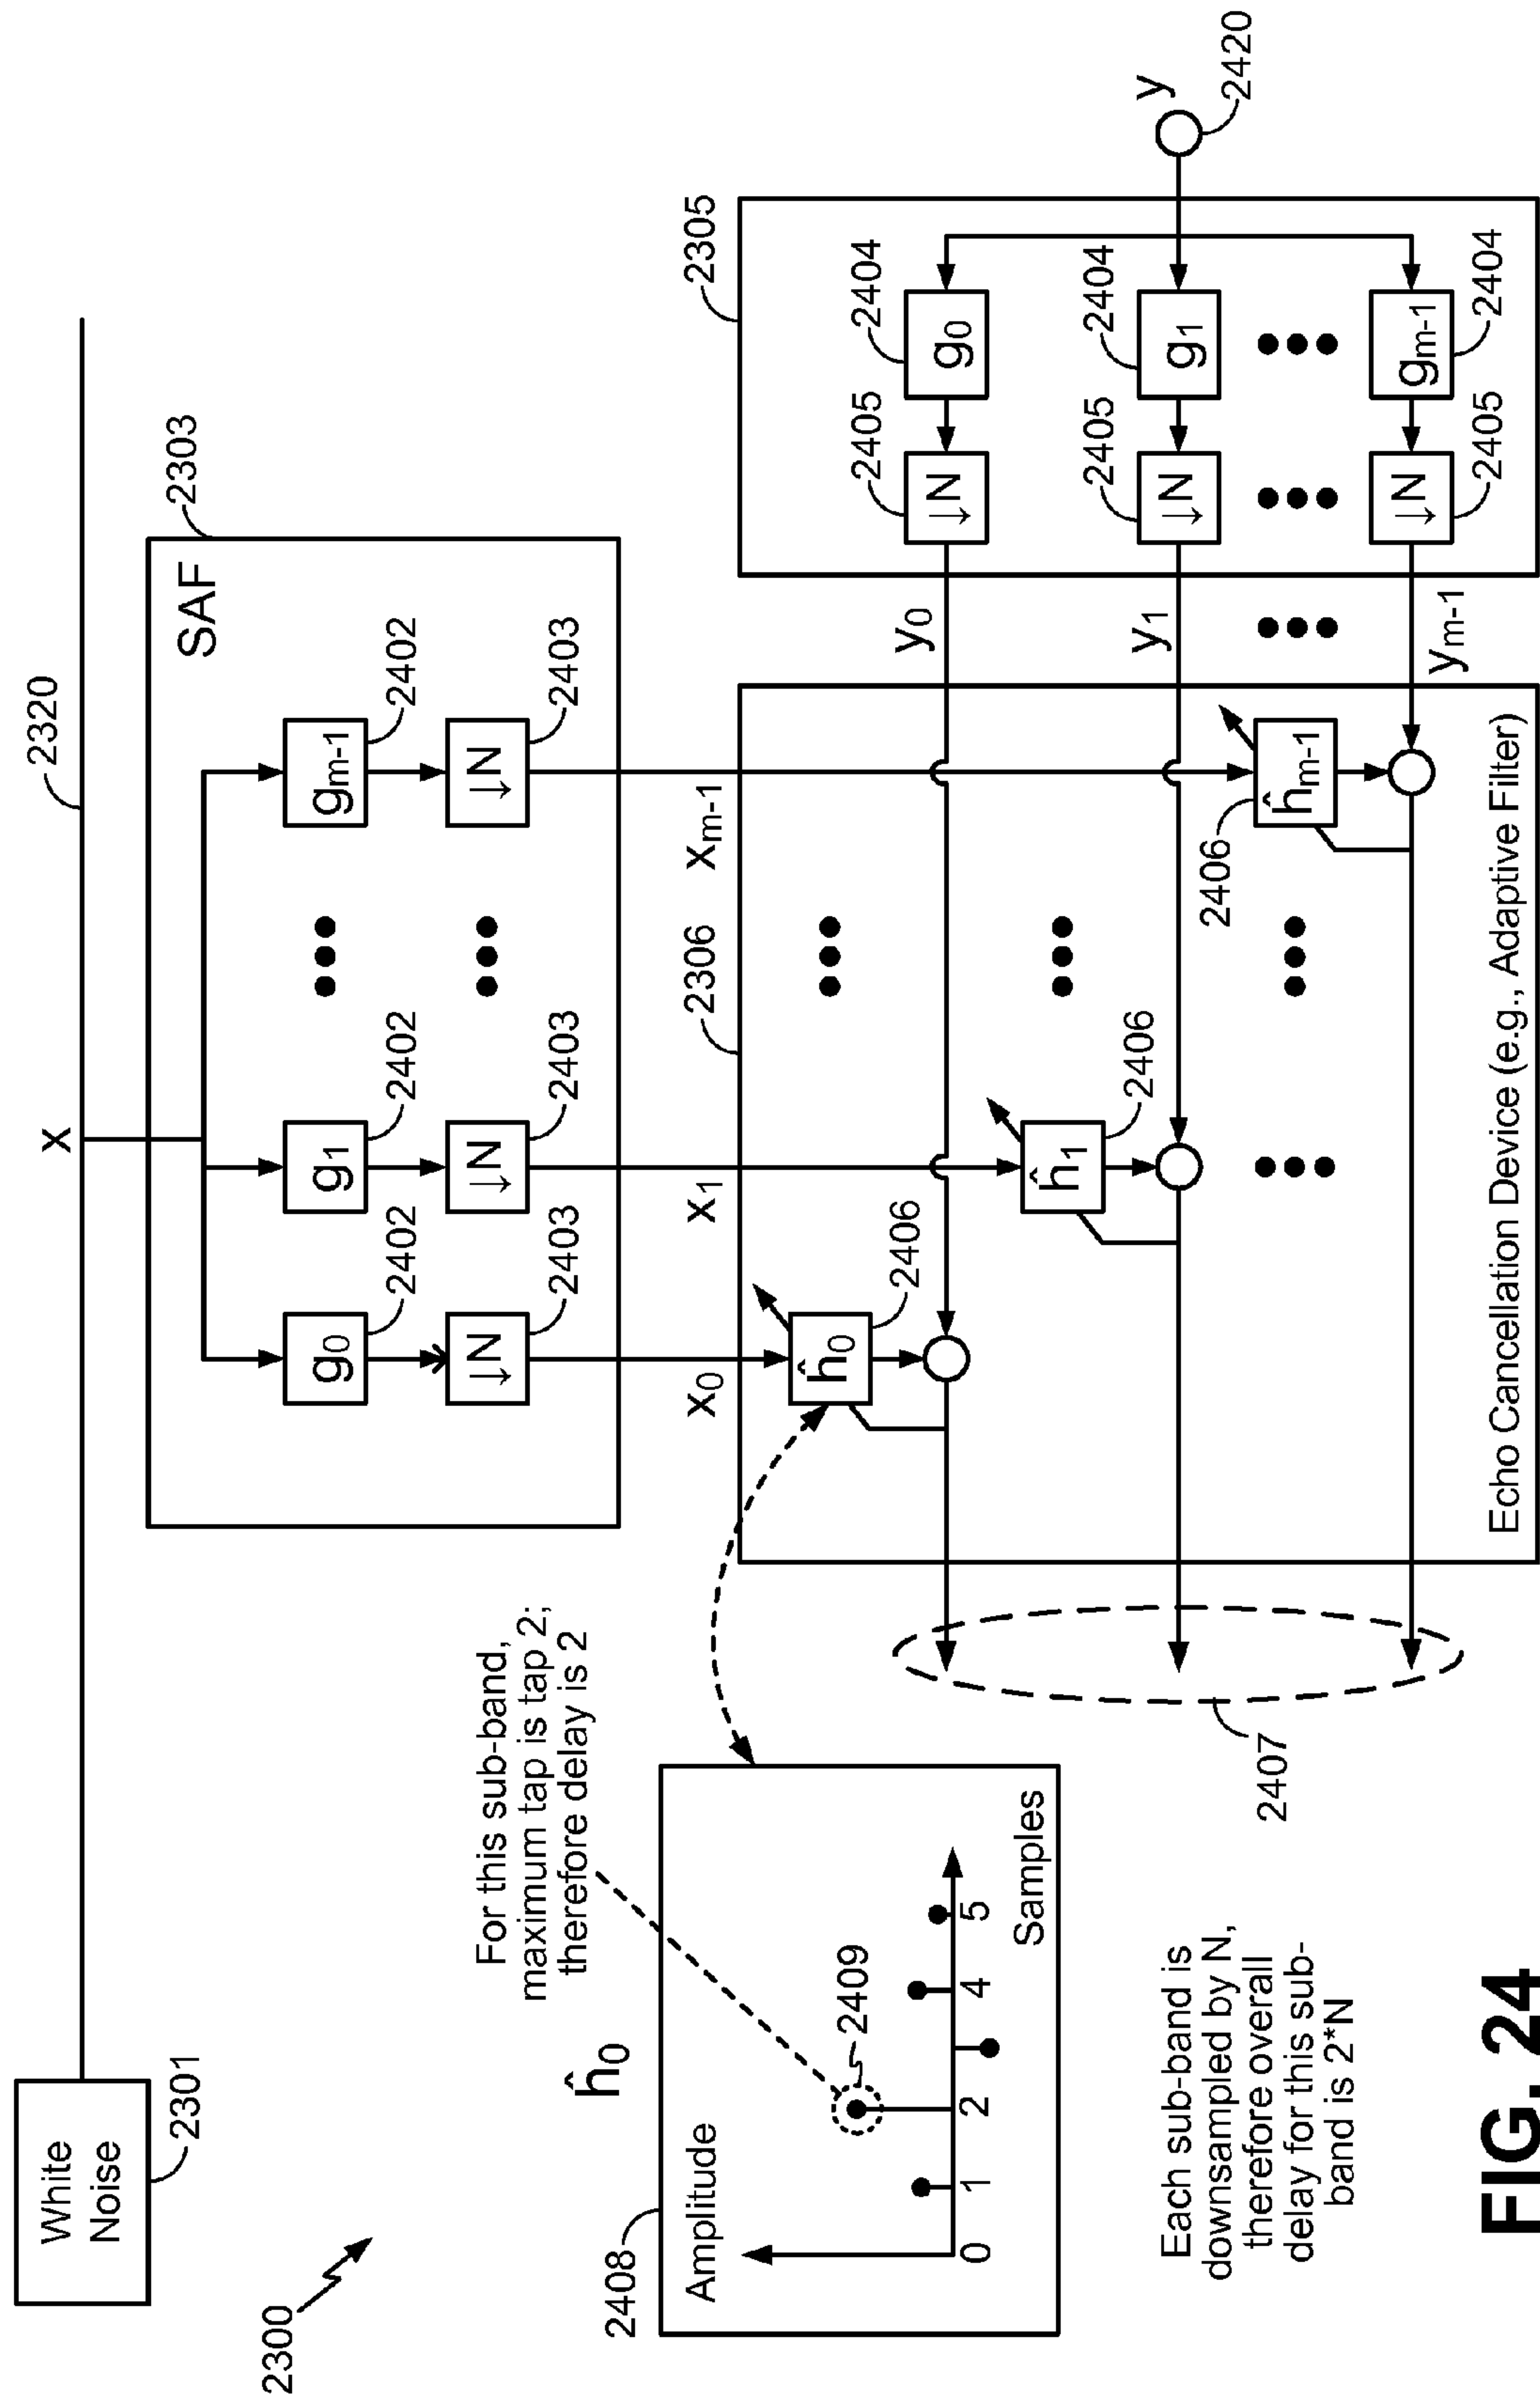 2300
White
Noise
2301
x
2320
SAF
2303
g0
g1
gm-1
2402
2402
2402
↓N
↓N
↓N
2403
2403
2403
x0
x1
xm-1
2306
ĥ0
2406
ĥ1
2406
ĥm-1
2406
Echo Cancellation Device (e.g., Adaptive Filter)
y0
y1
ym-1
2305
↓N
2405
g0
2404
↓N
2405
g1
2404
↓N
2405
gm-1
2404
y
2420
2407
For this sub-band,
maximum tap is tap 2;
therefore delay is 2
ĥ0
2408
Amplitude
2409
0
1
2
4
5
Samples
Each sub-band is
downsampled by N,
therefore overall
delay for this sub-
band is 2*N
FIG. 24